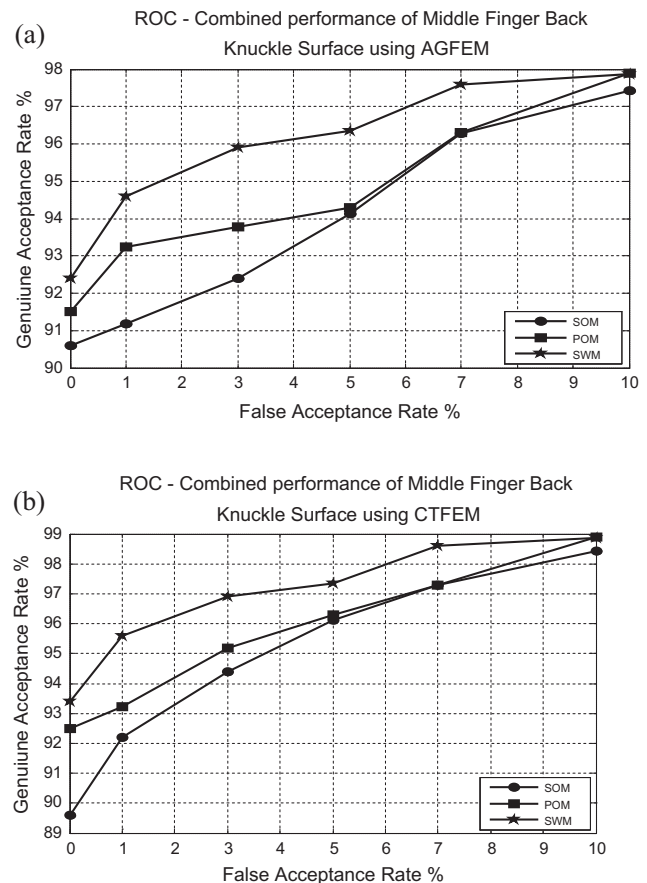 (a)
ROC - Combined performance of Middle Finger Back
Knuckle Surface using AGFEM
98
97
96
95
94
93
92
91
90
Genuiune Acceptance Rate %
SOM
POM
SWM
0 1 2 3 4 5 6 7 8 9 10
False Acceptance Rate %
(b)
ROC - Combined performance of Middle Finger Back
Knuckle Surface using CTFEM
99
98
97
96
95
94
93
92
91
90
89
Genuiune Acceptance Rate %
SOM
POM
SWM
0 1 2 3 4 5 6 7 8 9 10
False Acceptance Rate %